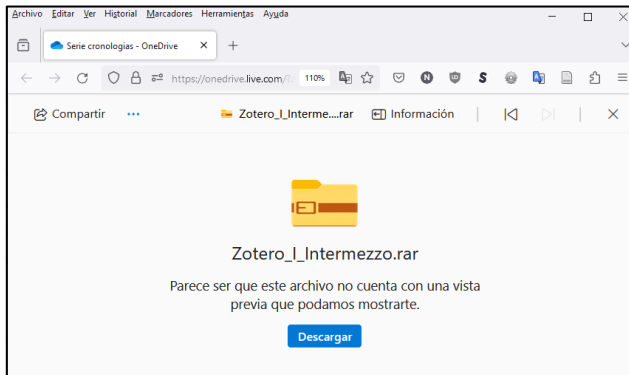 Archivo Editar Ver Historial Marcadores Herramientas Ayuda
Serie cronologias - OneDrive
https://onedrive.live.com/ 110%
Compartir Zotero_I_Interme....rar Información
Zotero_I_Intermezzo.rar
Parece ser que este archivo no cuenta con una vista
previa que podamos mostrarte.
Descargar